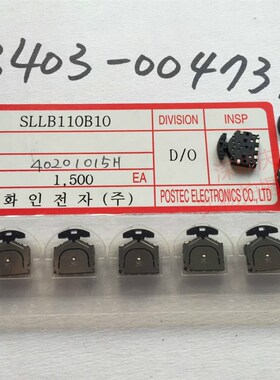 3403-00473
SLLB110B10
DIVISION
INSP
40201015H
D/O
1,500 EA
화인전자(주)
POSTEC ELECTRONICS CO., LTD